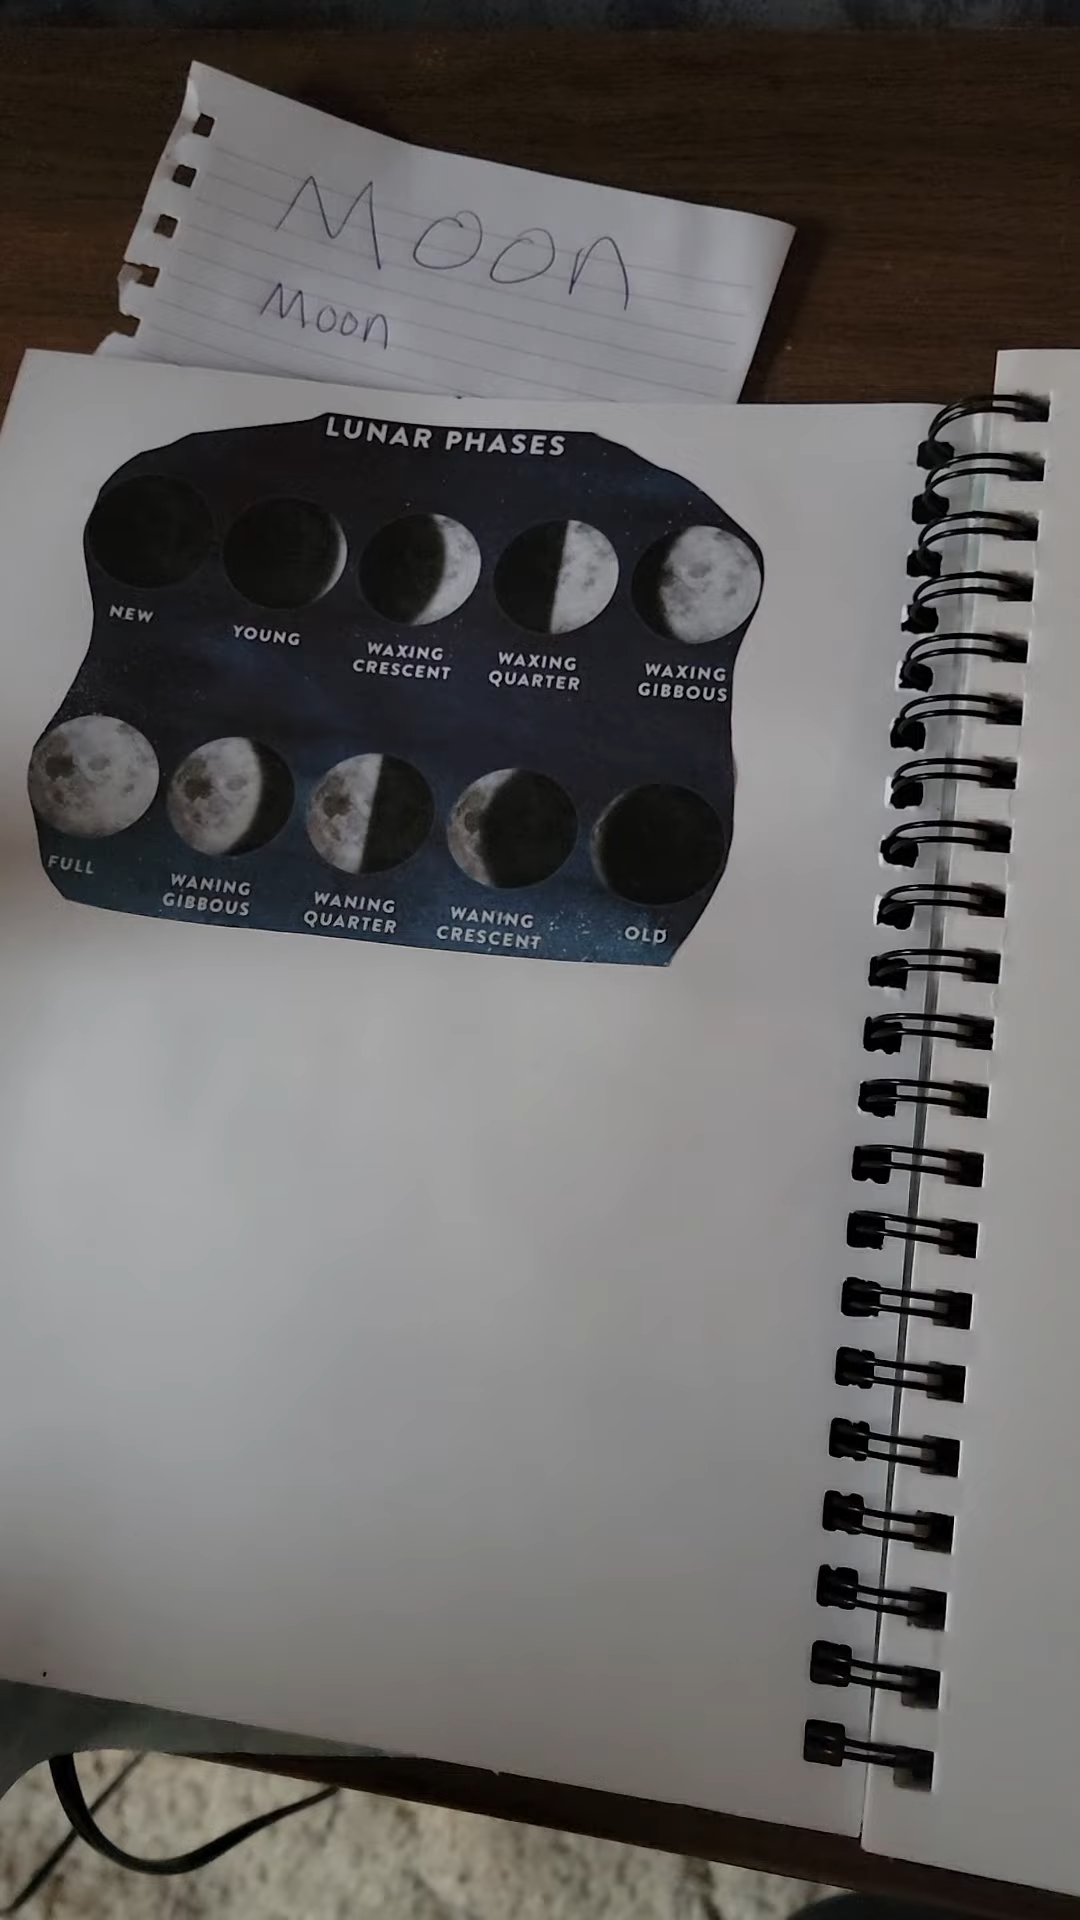 Moon
Moon
LUNAR PHASES
NEW
YOUNG
WAXING
CRESCENT
WAXING
QUARTER
WAXING
GIBBOUS
FULL
WANING
GIBBOUS
WANING
QUARTER
WANING
CRESCENT
OLD